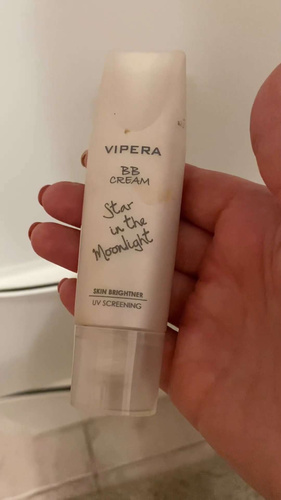 VIPERA
BB
CREAM
Star
in the
Moonlight
SKIN BRIGHTNER
UV SCREENING